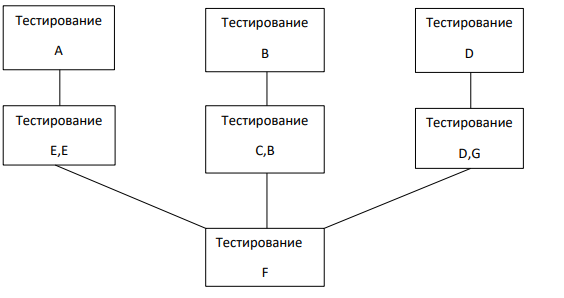 Тестирование
A
Тестирование
B
Тестирование
D
Тестирование
E,E
Тестирование
C,B
Тестирование
D,G
Тестирование
F